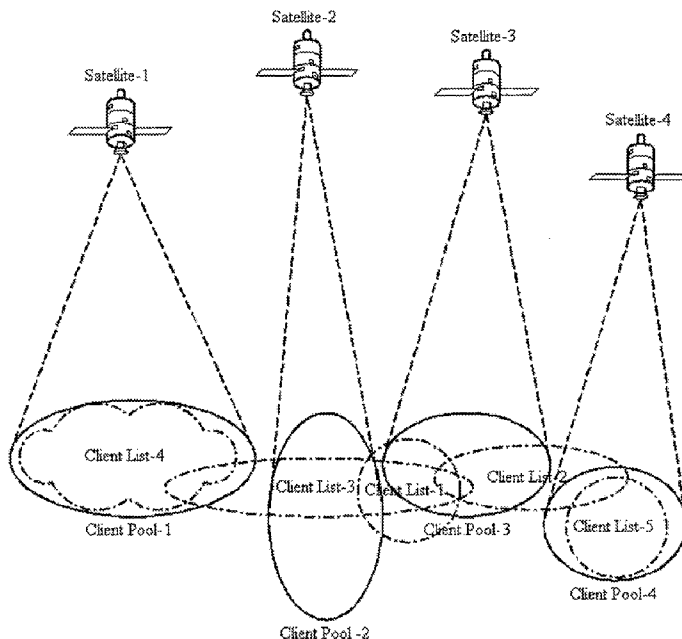 Satellite-2
Satellite-3
Satellite-1
Satellite-4
Client List-4
Client List-3
Client List-1
Client List-2
Client Pool-1
Client Pool-3
Client List-5
Client Pool-4
Client Pool -2